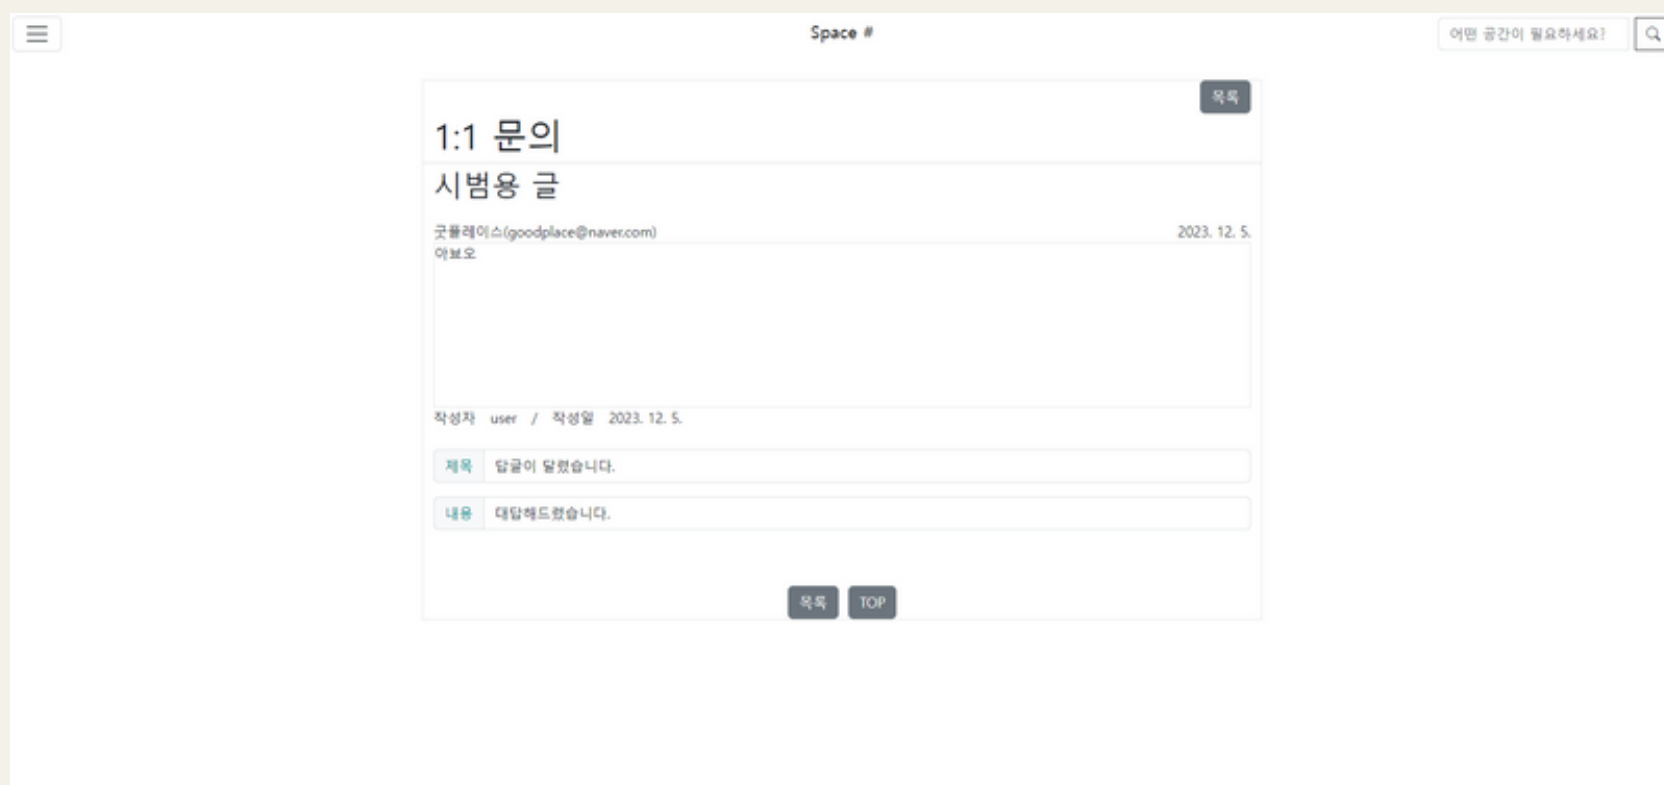 Space #
어떤 공간이 필요하세요?
목록
1:1 문의
시범용 글
굿플레이스(goodplace@naver.com) 2023. 12. 5.
아뵤오
작성자 user / 작성일 2023. 12. 5.
제목 답글이 달렸습니다.
내용 대답해드렸습니다.
목록 TOP